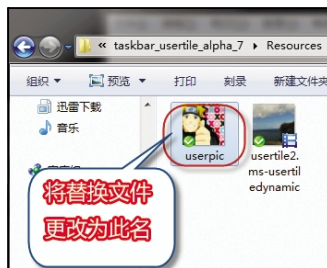 « taskbar_usertile_alpha_7 ▸ Resources
组织 ▼ 预览 ▼ 打印 刻录 新建文件夹
迅雷下载
音乐
userpic
usertile2.
ms-usertil
edynamic
将替换文件
更改为此名